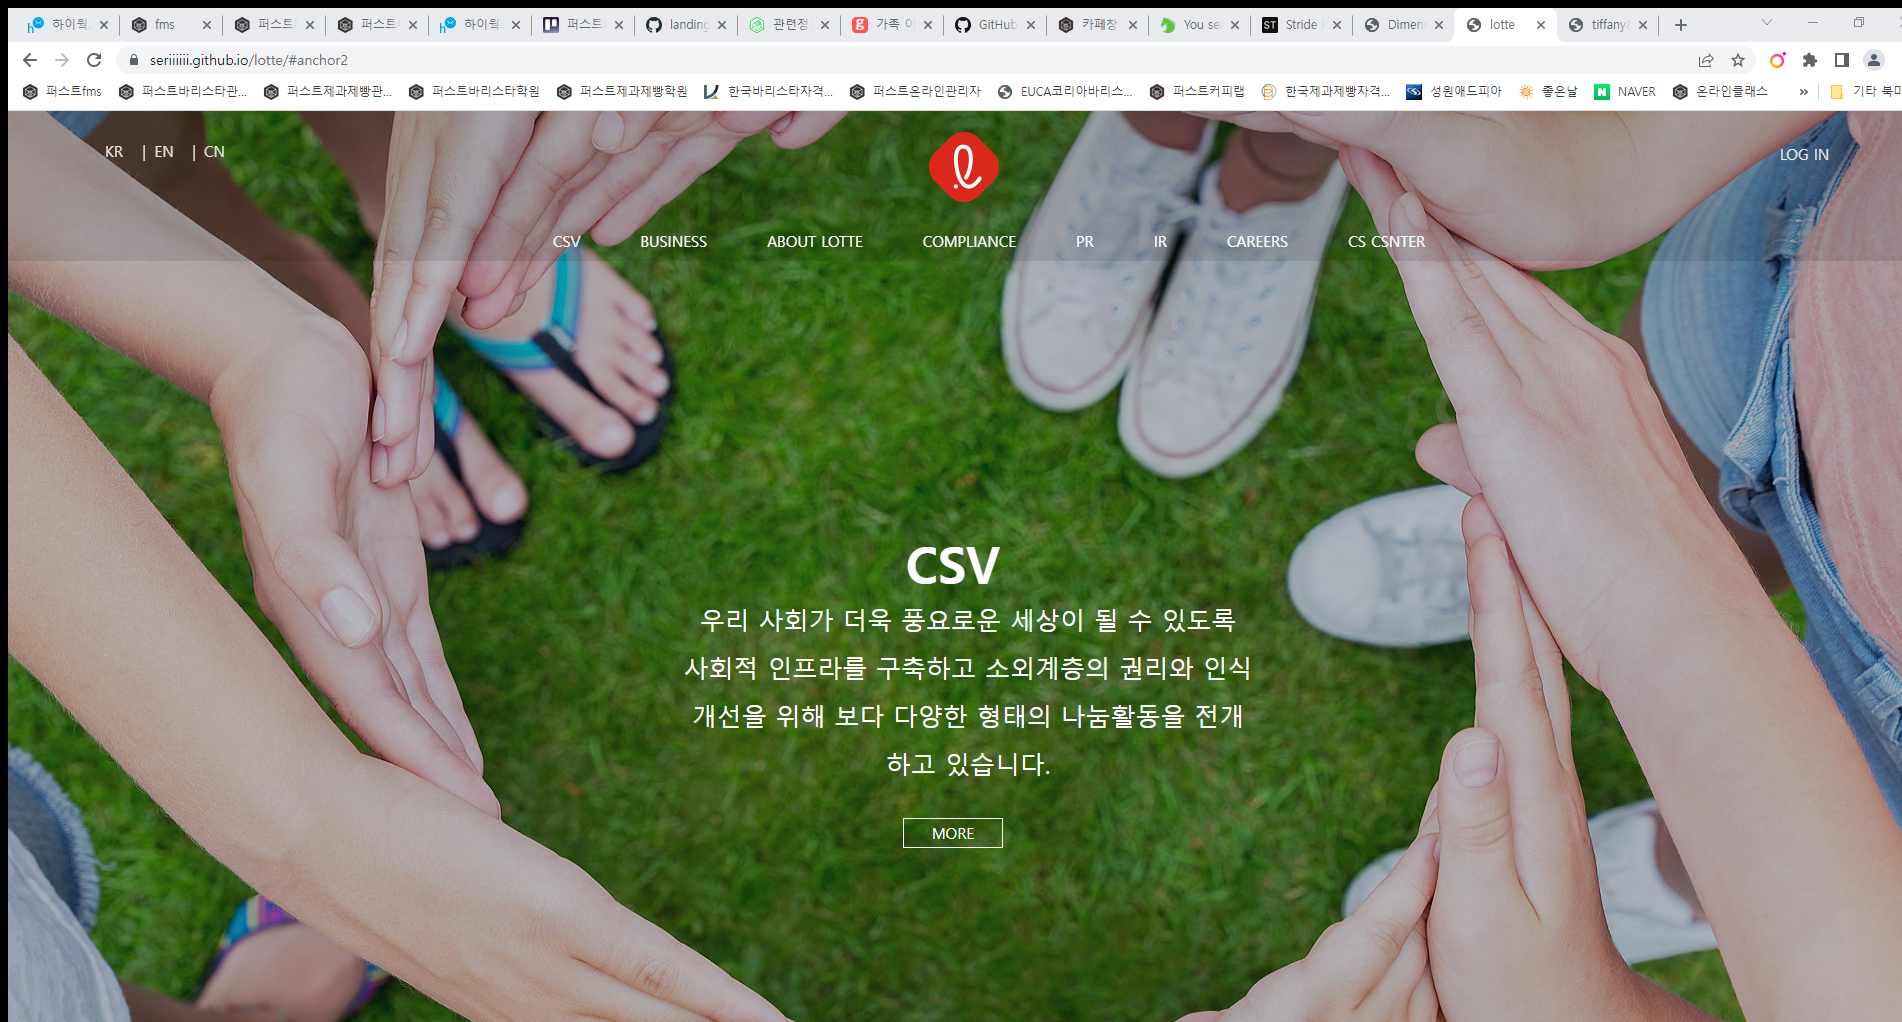 하이웍
fms
퍼스트
퍼스트
하이웍
퍼스트
landing
관련정
가족 이
GitHub
카페창
You se
Stride
Dimens
lotte
tiffany&
seriiiiii.github.io/lotte/#anchor2
퍼스트fms
퍼스트바리스타관...
퍼스트제과제빵관...
퍼스트바리스타학원
퍼스트제과제빵학원
한국바리스타자격...
퍼스트온라인관리자
EUCA코리아바리스...
퍼스트커피랩
한국제과제빵자격...
성원애드피아
좋은날
NAVER
온라인클래스
»
기타 북마
KR | EN | CN
LOG IN
CSV BUSINESS ABOUT LOTTE COMPLIANCE PR IR CAREERS CS CSNTER
CSV
우리 사회가 더욱 풍요로운 세상이 될 수 있도록
사회적 인프라를 구축하고 소외계층의 권리와 인식
개선을 위해 보다 다양한 형태의 나눔활동을 전개
하고 있습니다.
MORE